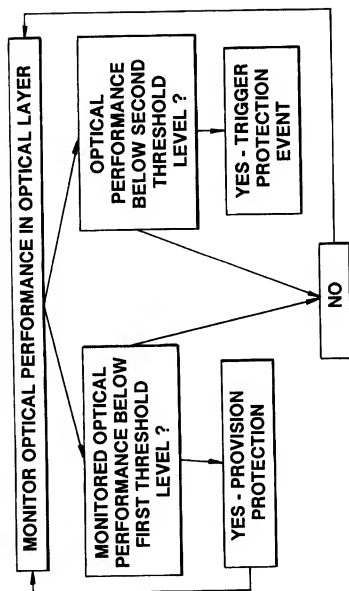 MONITOR OPTICAL PERFORMANCE IN OPTICAL LAYER
MONITORED OPTICAL
PERFORMANCE BELOW
FIRST THRESHOLD
LEVEL ?
OPTICAL
PERFORMANCE
BELOW SECOND
THRESHOLD
LEVEL ?
YES - PROVISION
PROTECTION
YES - TRIGGER
PROTECTION
EVENT
NO